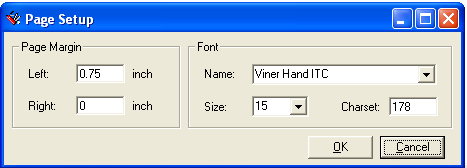 Page Setup
Page Margin
Left: 0.75 inch
Right: 0 inch
Font
Name: Viner Hand ITC
Size: 15 Charset: 178
OK Cancel